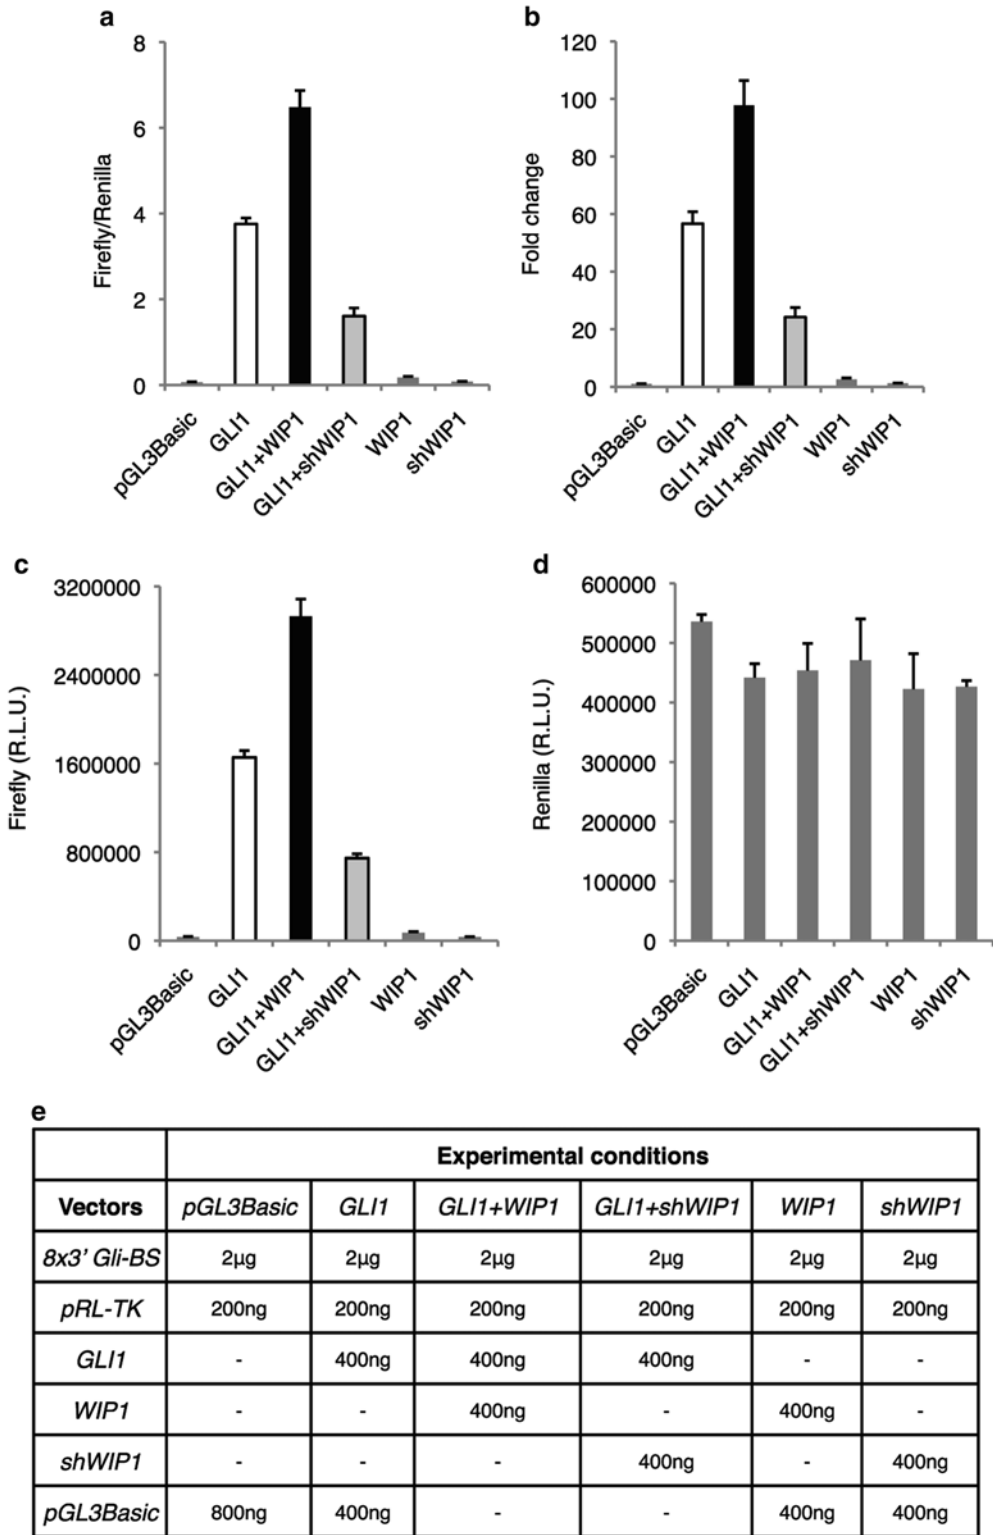 a
8
6
4
2
0
Firefly/Renilla
pGL3Basic
GLI1
GLI1+WIP1
GLI1+shWIP1
WIP1
shWIP1
b
120
100
80
60
40
20
0
Fold change
pGL3Basic
GLI1
GLI1+WIP1
GLI1+shWIP1
WIP1
shWIP1
c
3200000
2400000
1600000
800000
0
Firefly (R.L.U.)
pGL3Basic
GLI1
GLI1+WIP1
GLI1+shWIP1
WIP1
shWIP1
d
600000
500000
400000
300000
200000
100000
0
Renilla (R.L.U.)
pGL3Basic
GLI1
GLI1+WIP1
GLI1+shWIP1
WIP1
shWIP1
e
Experimental conditions
Vectors pGL3Basic GLI1 GLI1+WIP1 GLI1+shWIP1 WIP1 shWIP1
8x3' Gli-BS 2µg 2µg 2µg 2µg 2µg 2µg
pRL-TK 200ng 200ng 200ng 200ng 200ng 200ng
GLI1 - 400ng 400ng 400ng - -
WIP1 - - 400ng - 400ng -
shWIP1 - - - 400ng - 400ng
pGL3Basic 800ng 400ng - - 400ng 400ng